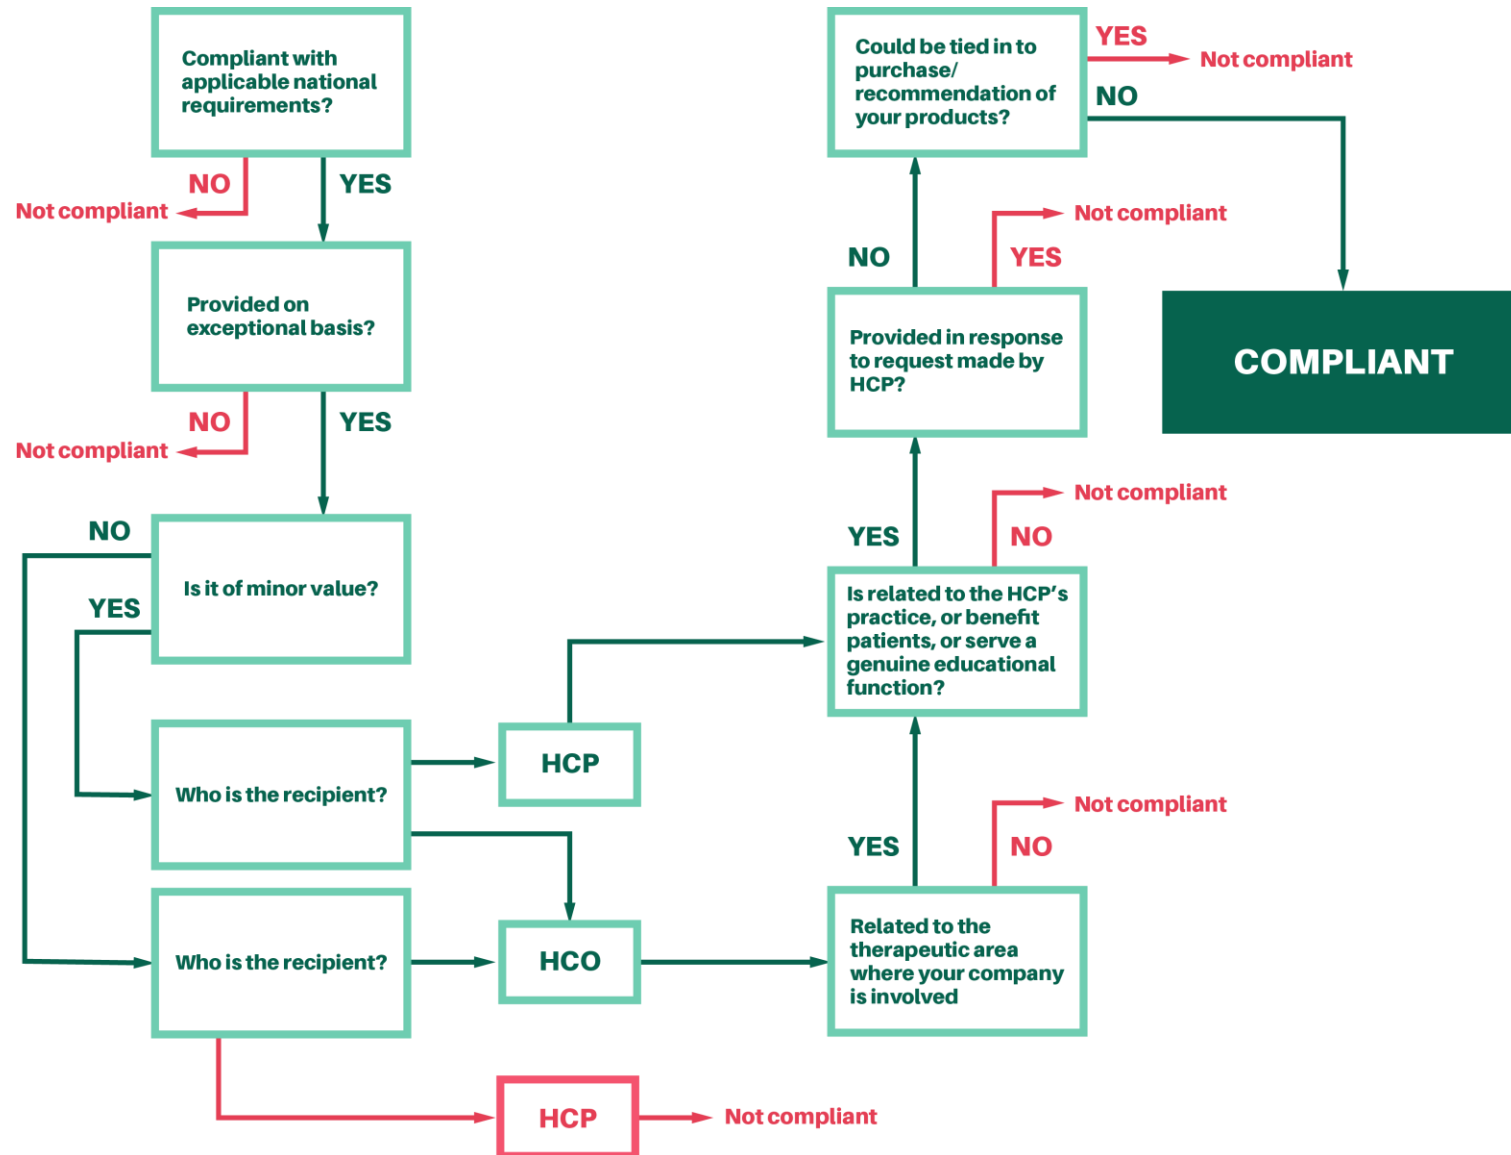 Compliant with
applicable national
requirements?
NO
YES
Not compliant
Provided on
exceptional basis?
NO
YES
Not compliant
NO
Is it of minor value?
YES
Who is the recipient?
HCP
Who is the recipient?
HCO
HCP
Not compliant
Could be tied in to
purchase/
recommendation of
your products?
YES
Not compliant
NO
COMPLIANT
NO
YES
Not compliant
Provided in response
to request made by
HCP?
YES
NO
Not compliant
Is related to the HCP's
practice, or benefit
patients, or serve a
genuine educational
function?
YES
NO
Not compliant
Related to the
therapeutic area
where your company
is involved